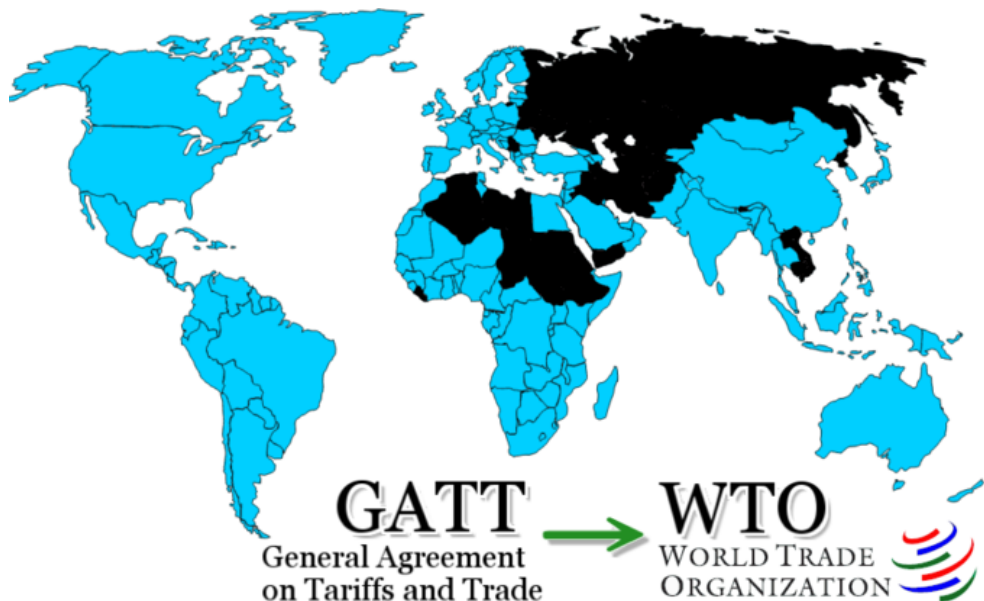 GATT
General Agreement
on Tariffs and Trade
WTO
WORLD TRADE
ORGANIZATION